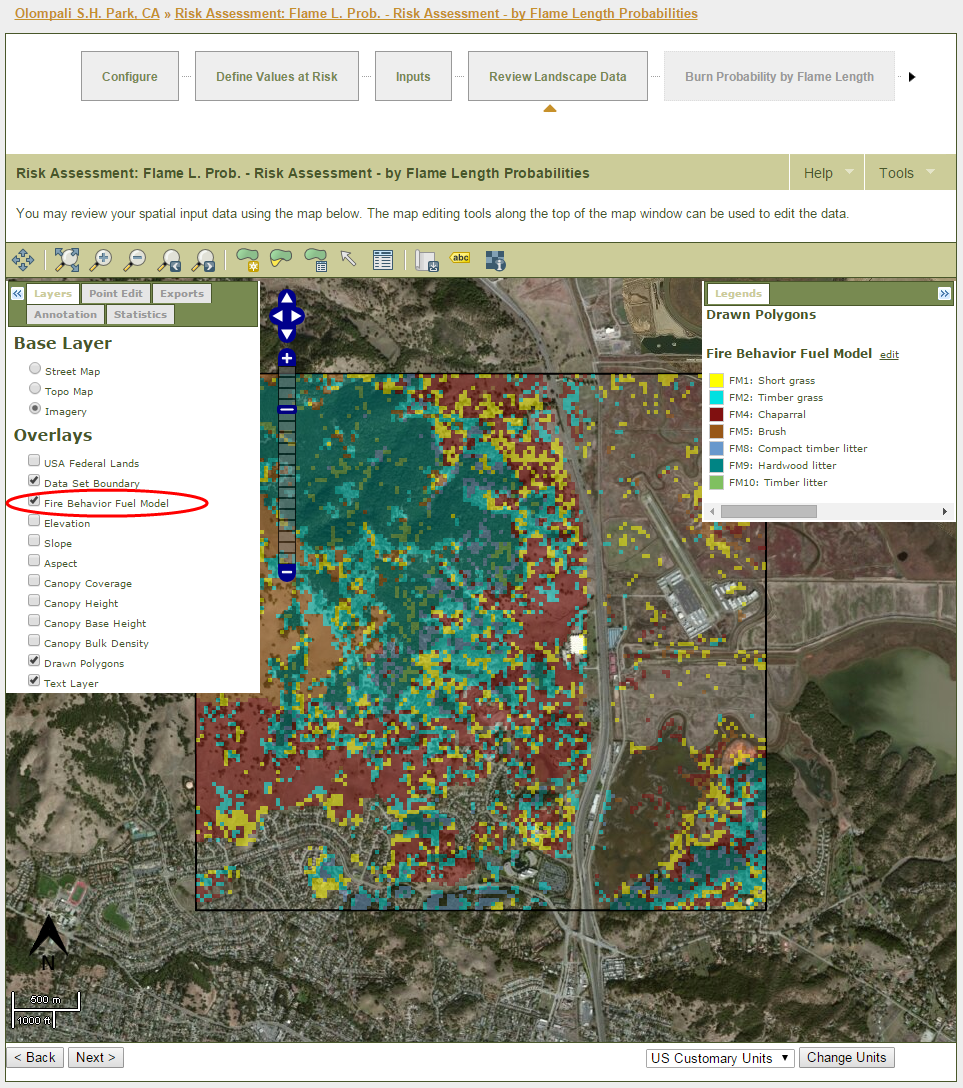 Olompali S.H. Park, CA » Risk Assessment: Flame L. Prob. - Risk Assessment - by Flame Length Probabilities
Configure
Define Values at Risk
Inputs
Review Landscape Data
Burn Probability by Flame Length
Risk Assessment: Flame L. Prob. - Risk Assessment - by Flame Length Probabilities
Help
Tools
You may review your spatial input data using the map below. The map editing tools along the top of the map window can be used to edit the data.
abc
Layers
Point Edit
Exports
Annotation
Statistics
Base Layer
Street Map
Topo Map
Imagery
Overlays
USA Federal Lands
Data Set Boundary
Fire Behavior Fuel Model
Elevation
Slope
Aspect
Canopy Coverage
Canopy Height
Canopy Base Height
Canopy Bulk Density
Drawn Polygons
Text Layer
Legends
Drawn Polygons
Fire Behavior Fuel Model edit
FM1: Short grass
FM2: Timber grass
FM4: Chaparral
FM5: Brush
FM8: Compact timber litter
FM9: Hardwood litter
FM10: Timber litter
N
500 m
1000 ft
< Back
Next >
US Customary Units
Change Units